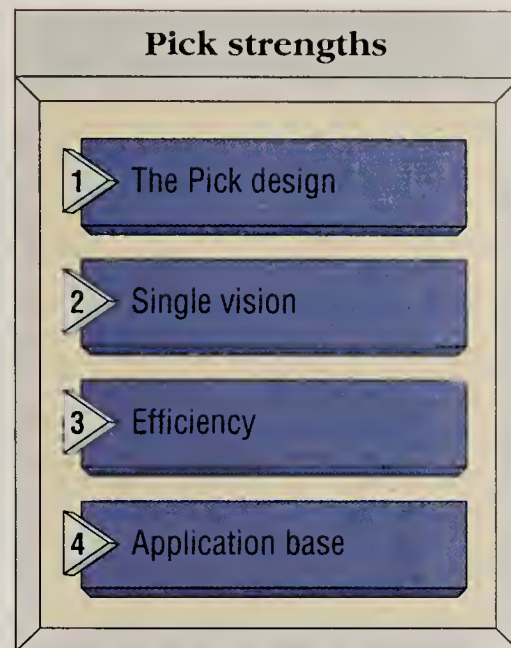 Pick strengths
1 The Pick design
2 Single vision
3 Efficiency
4 Application base